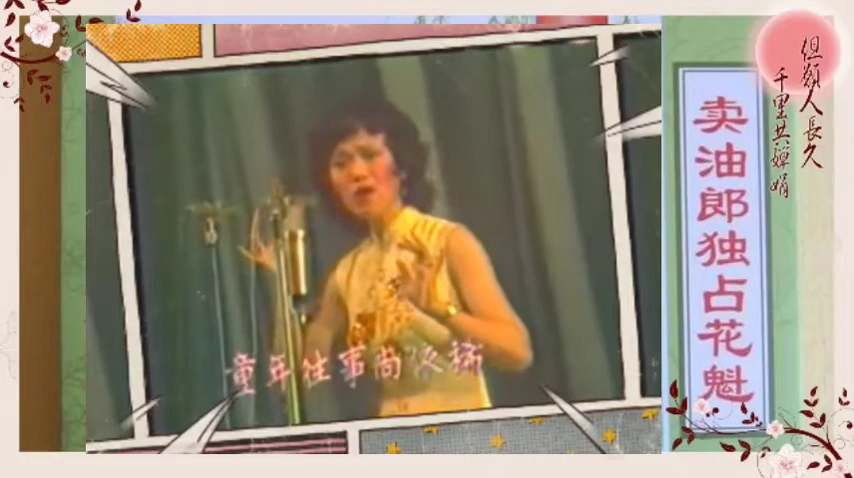 但願人長久
千里共嬋娟
卖油郎独占花魁
童年往事尚依稀